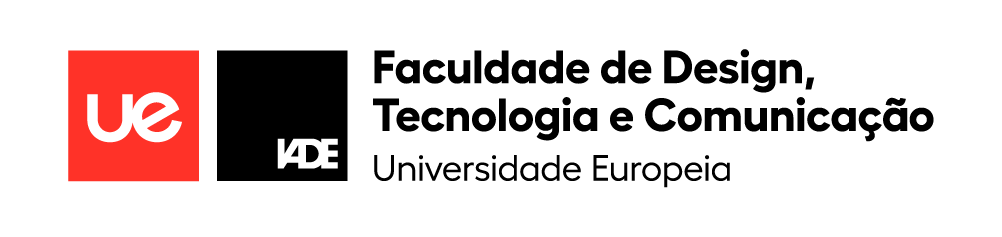 ue
IADE
Faculdade de Design,
Tecnologia e Comunicação
Universidade Europeia